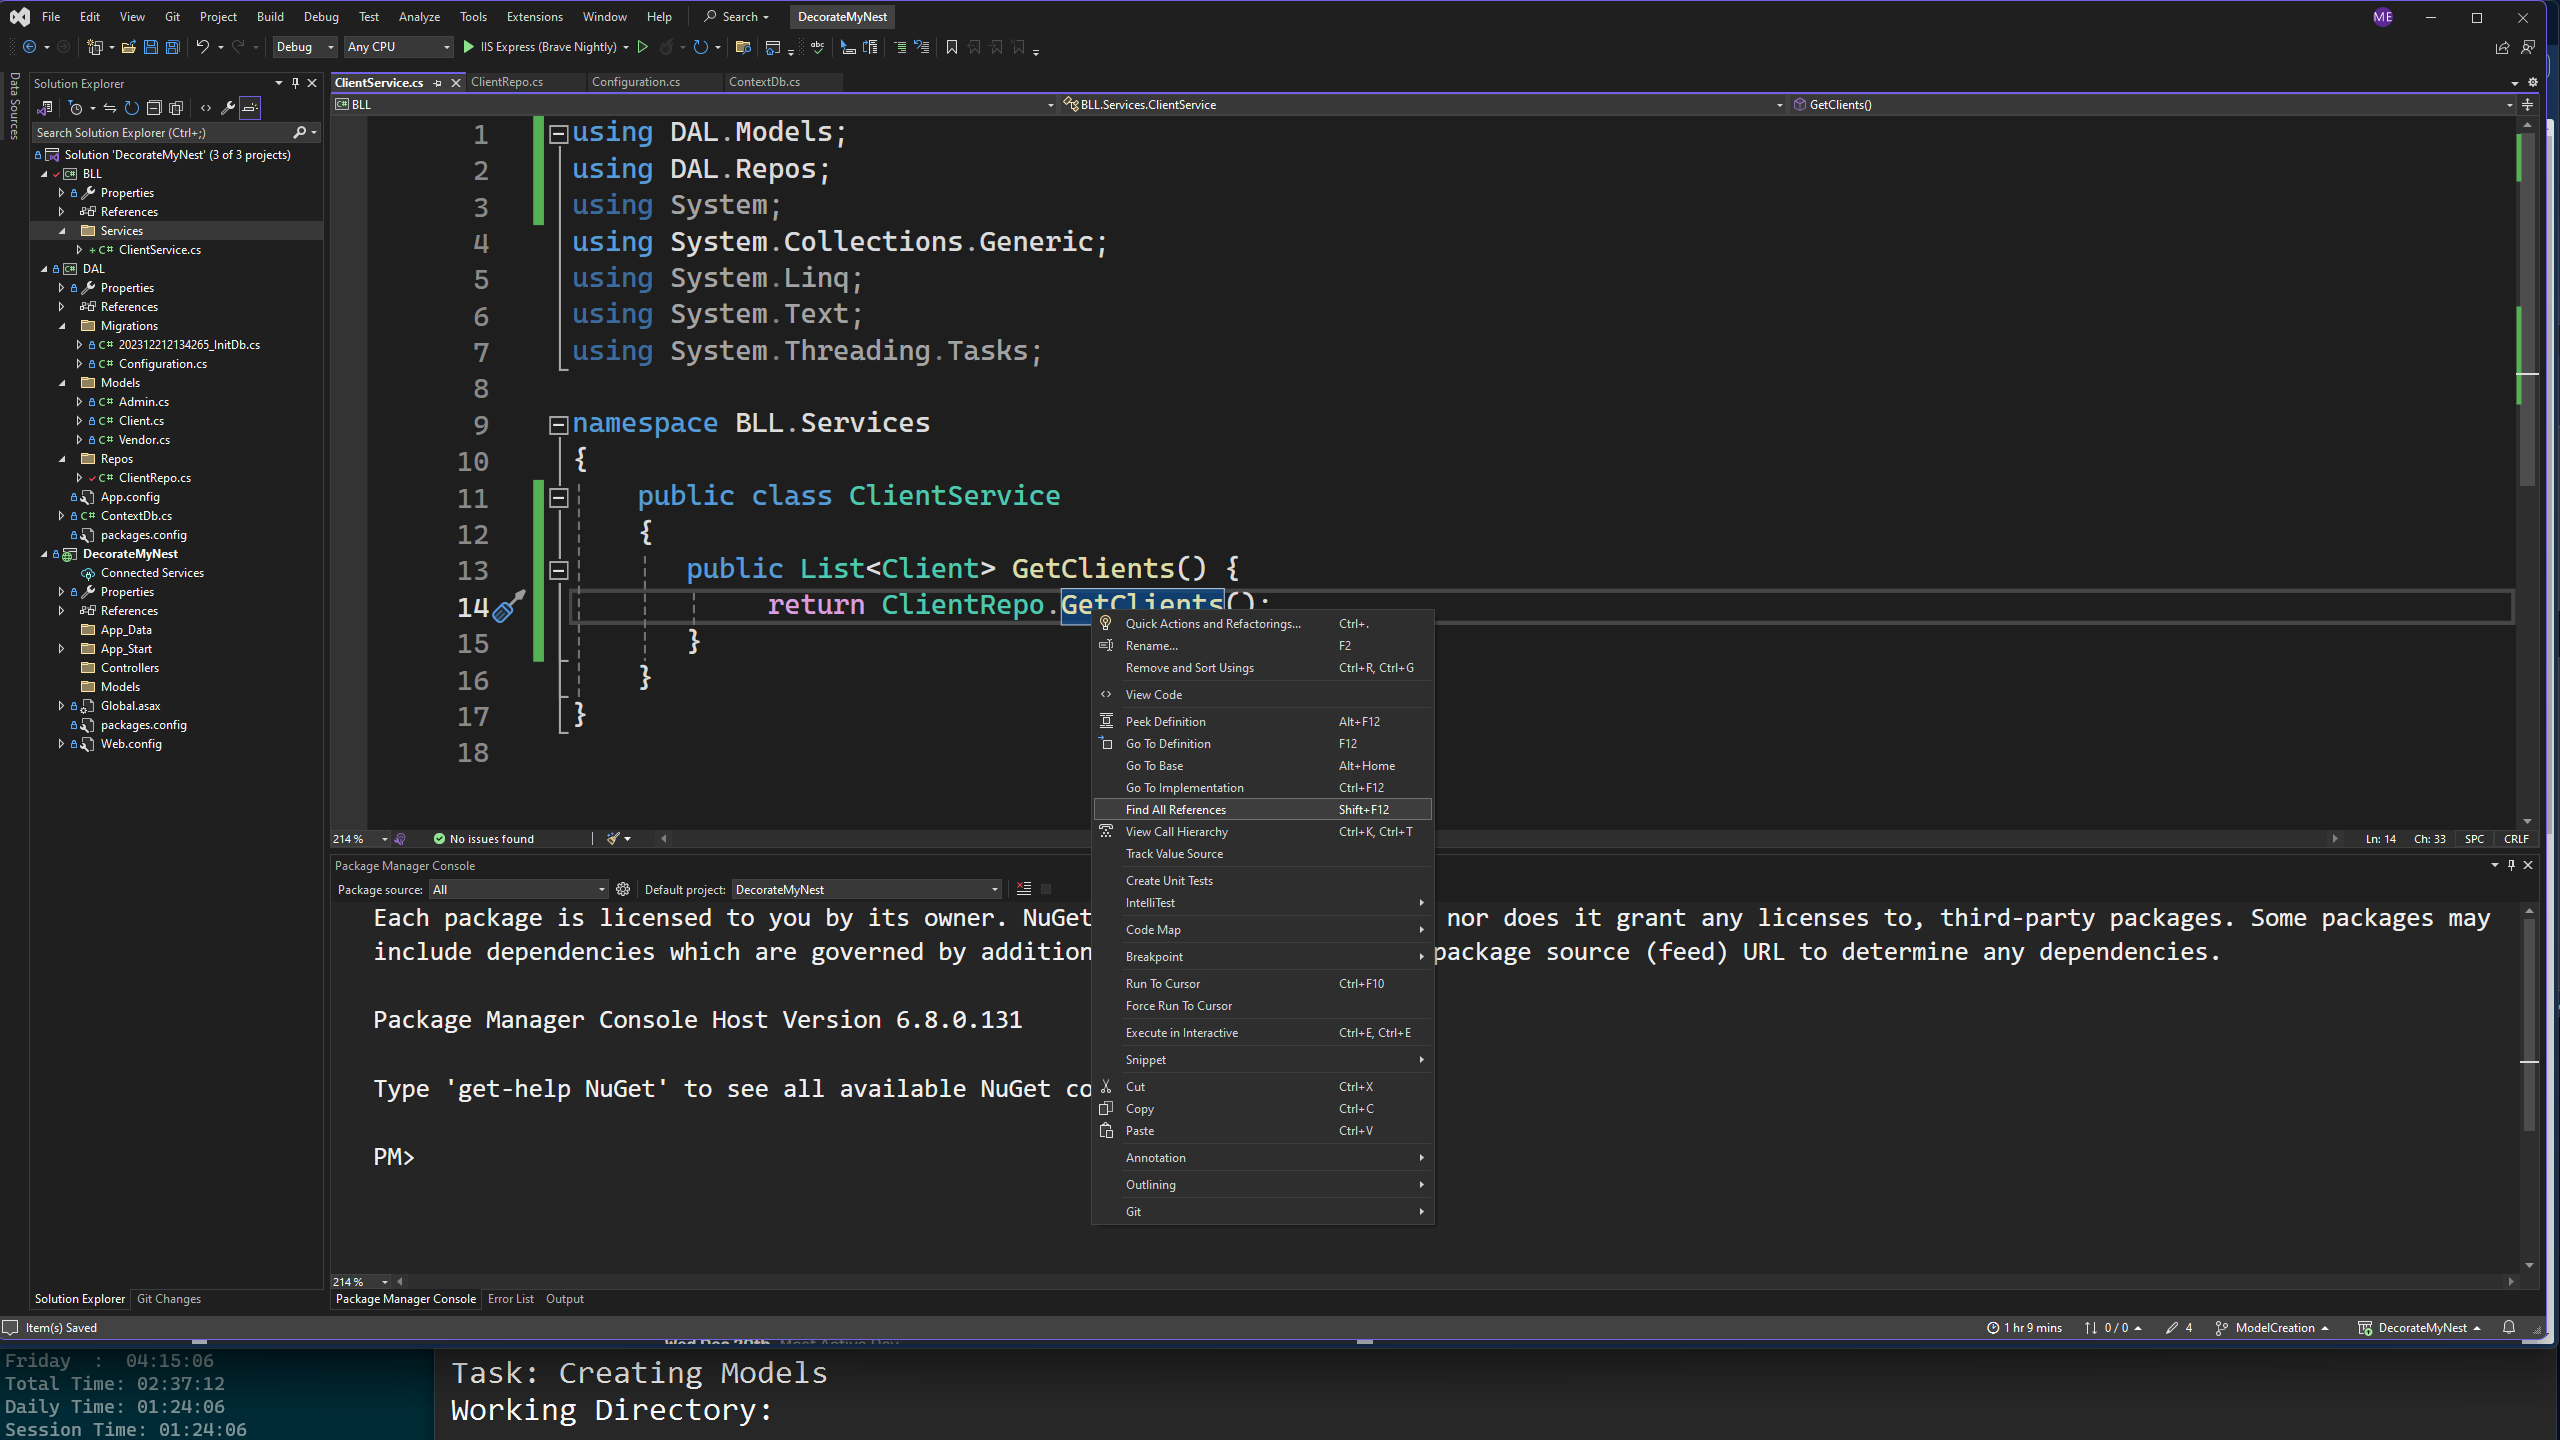 File Edit View Git Project Build Debug Test Analyze Tools Extensions Window Help Search DecorateMyNest ME
Debug Any CPU IIS Express (Brave Nightly)
Data Sources
Solution Explorer
Search Solution Explorer (Ctrl+;)
Solution 'DecorateMyNest' (3 of 3 projects)
BLL
Properties
References
Services
C# ClientService.cs
DAL
Properties
References
Migrations
C# 202312212134265_InitDb.cs
C# Configuration.cs
Models
C# Admin.cs
C# Client.cs
C# Vendor.cs
Repos
C# ClientRepo.cs
App.config
C# ContextDb.cs
packages.config
DecorateMyNest
Connected Services
Properties
References
App_Data
App_Start
Controllers
Models
Global.asax
packages.config
Web.config
Solution Explorer Git Changes
ClientService.cs ClientRepo.cs Configuration.cs ContextDb.cs
BLL BLL.Services.ClientService GetClients()
1 using DAL.Models;
2 using DAL.Repos;
3 using System;
4 using System.Collections.Generic;
5 using System.Linq;
6 using System.Text;
7 using System.Threading.Tasks;
8
9 namespace BLL.Services
10 {
11 public class ClientService
12 {
13 public List<Client> GetClients() {
14 return ClientRepo.GetClients();
15 }
16 }
17 }
18
Quick Actions and Refactorings... Ctrl+.
Rename... F2
Remove and Sort Usings Ctrl+R, Ctrl+G
View Code
Peek Definition Alt+F12
Go To Definition F12
Go To Base Alt+Home
Go To Implementation Ctrl+F12
Find All References Shift+F12
View Call Hierarchy Ctrl+K, Ctrl+T
Track Value Source
Create Unit Tests
IntelliTest
Code Map
Breakpoint
Run To Cursor Ctrl+F10
Force Run To Cursor
Execute in Interactive Ctrl+E, Ctrl+E
Snippet
Cut Ctrl+X
Copy Ctrl+C
Paste Ctrl+V
Annotation
Outlining
Git
214 % No issues found Ln: 14 Ch: 33 SPC CRLF
Package Manager Console
Package source: All Default project: DecorateMyNest
Each package is licensed to you by its owner. NuGet nor does it grant any licenses to, third-party packages. Some packages may
include dependencies which are governed by addition package source (feed) URL to determine any dependencies.
Package Manager Console Host Version 6.8.0.131
Type 'get-help NuGet' to see all available NuGet co
PM>
214 %
Package Manager Console Error List Output
Item(s) Saved 1 hr 9 mins 0 / 0 4 ModelCreation DecorateMyNest
Friday : 04:15:06
Total Time: 02:37:12
Daily Time: 01:24:06
Session Time: 01:24:06
Task: Creating Models
Working Directory: